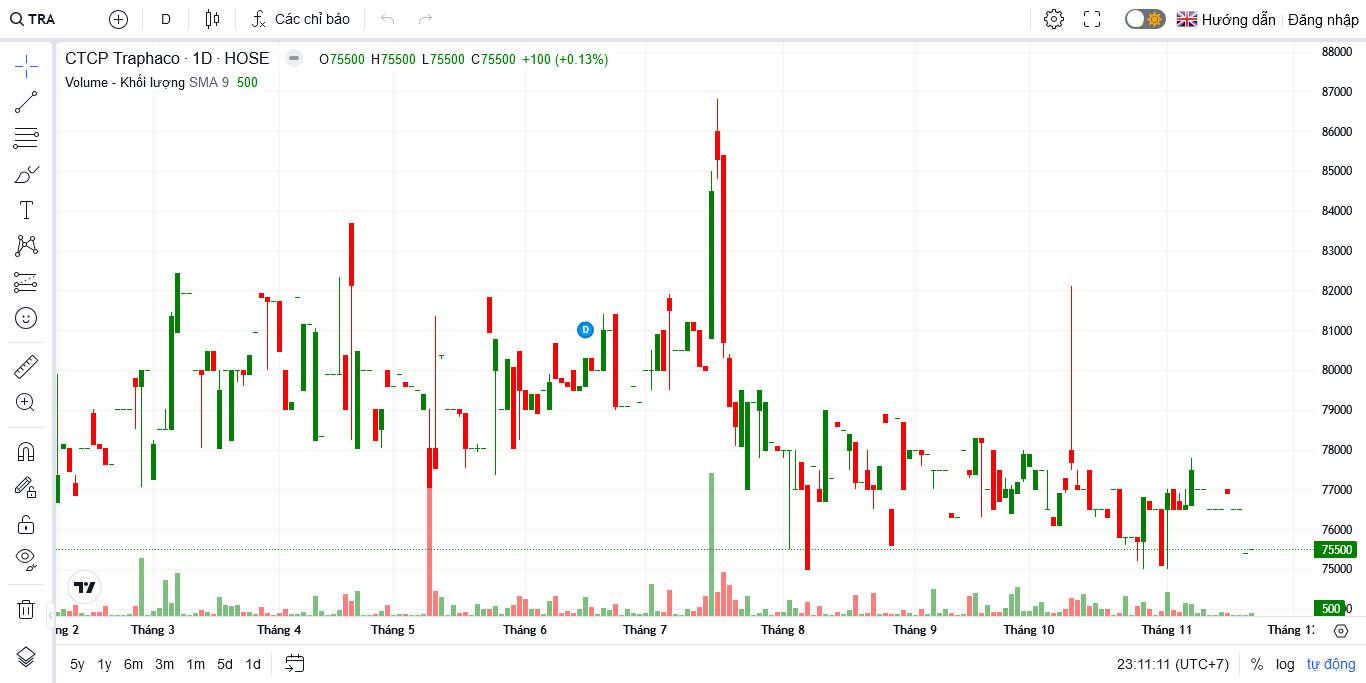 TRA D Các chỉ báo Hướng dẫn Đăng nhập
CTCP Traphaco · 1D · HOSE O75500 H75500 L75500 C75500 +100 (+0.13%)
Volume - Khối lượng SMA 9 500
88000
87000
86000
85000
84000
83000
82000
81000
D
80000
79000
78000
77000
76000
75500
75000
500
0
2 Tháng 3 Tháng 4 Tháng 5 Tháng 6 Tháng 7 Tháng 8 Tháng 9 Tháng 10 Tháng 11 Tháng
5y 1y 6m 3m 1m 5d 1d 23:11:11 (UTC+7) % log tự động